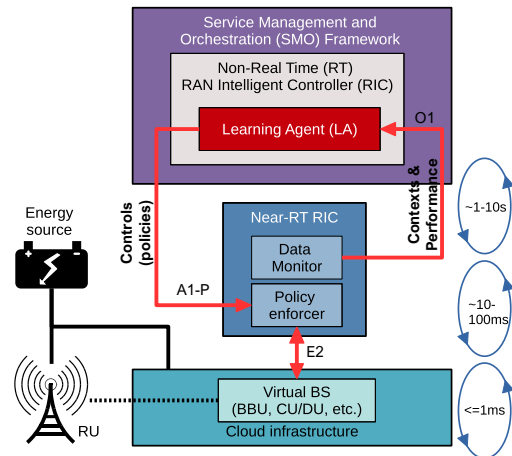 Service Management and
Orchestration (SMO) Framework
Non-Real Time (RT)
RAN Intelligent Controller (RIC)
Learning Agent (LA)
O1
Contexts &
Performance
Controls
(policies)
~1-10s
Energy
source
Near-RT RIC
Data
Monitor
A1-P
Policy
enforcer
~10-
100ms
E2
Virtual BS
(BBU, CU/DU, etc.)
<=1ms
RU
Cloud infrastructure